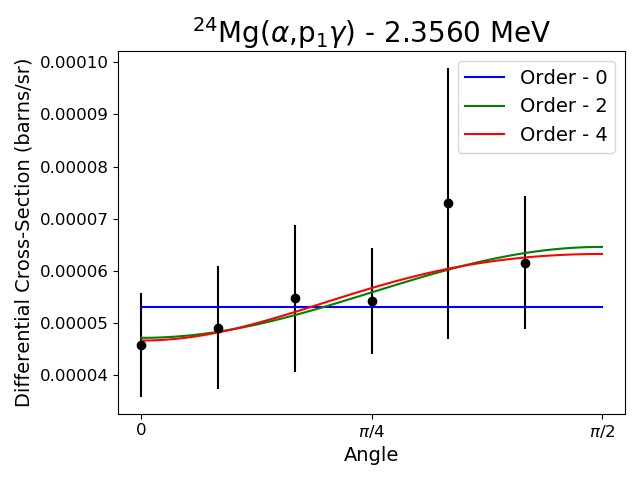 ²⁴Mg(α,p₁γ) - 2.3560 MeV
Order - 0
Order - 2
Order - 4
Differential Cross-Section (barns/sr)
0.00010
0.00009
0.00008
0.00007
0.00006
0.00005
0.00004
0
π/4
π/2
Angle